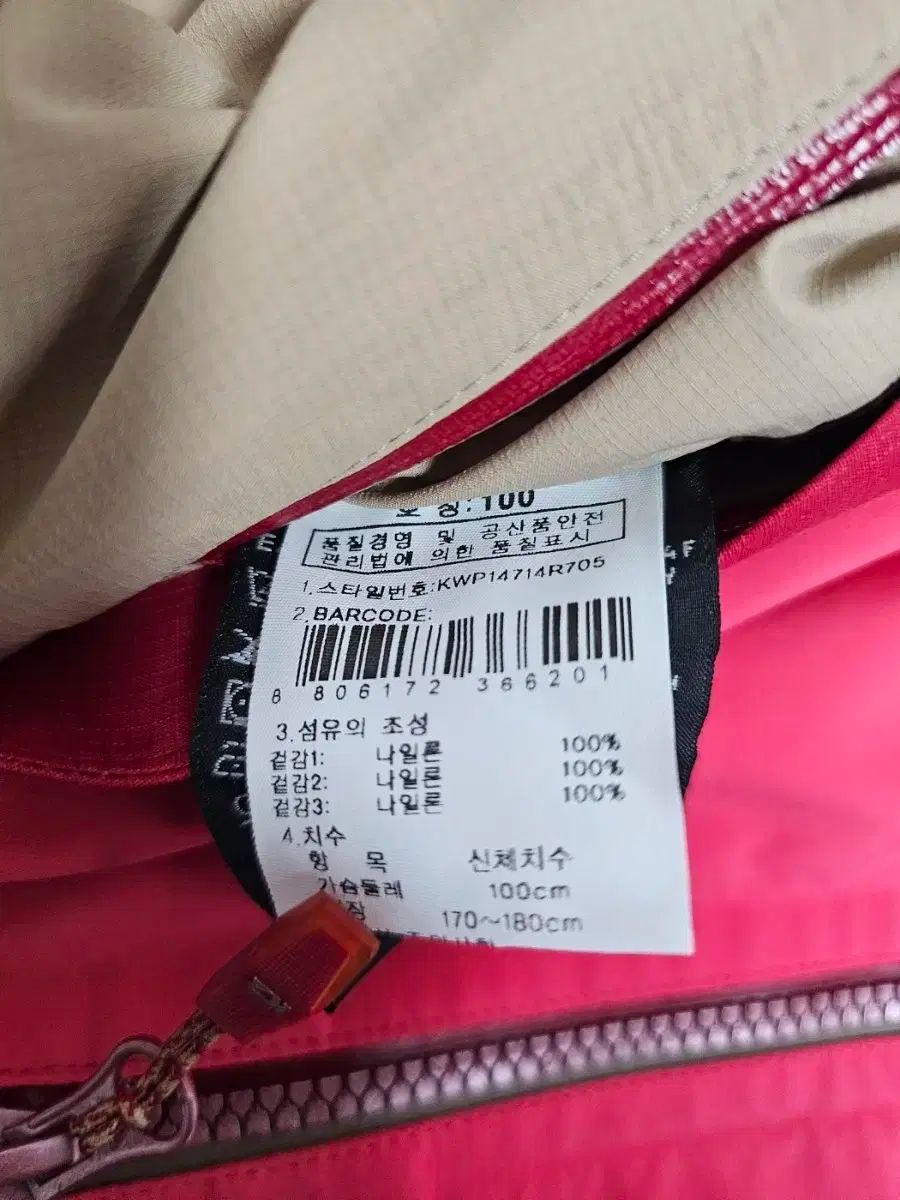 호 칭:100
품질경영 및 공산품안전
관리법에 의한 품질표시
1.스타일번호:KWP14714R705
2.BARCODE:
8 806172 366201
3.섬유의 조성
겉감1: 나일론 100%
겉감2: 나일론 100%
겉감3: 나일론 100%
4.치수
항 목 신체치수
가슴둘레 100cm
장 170~180cm